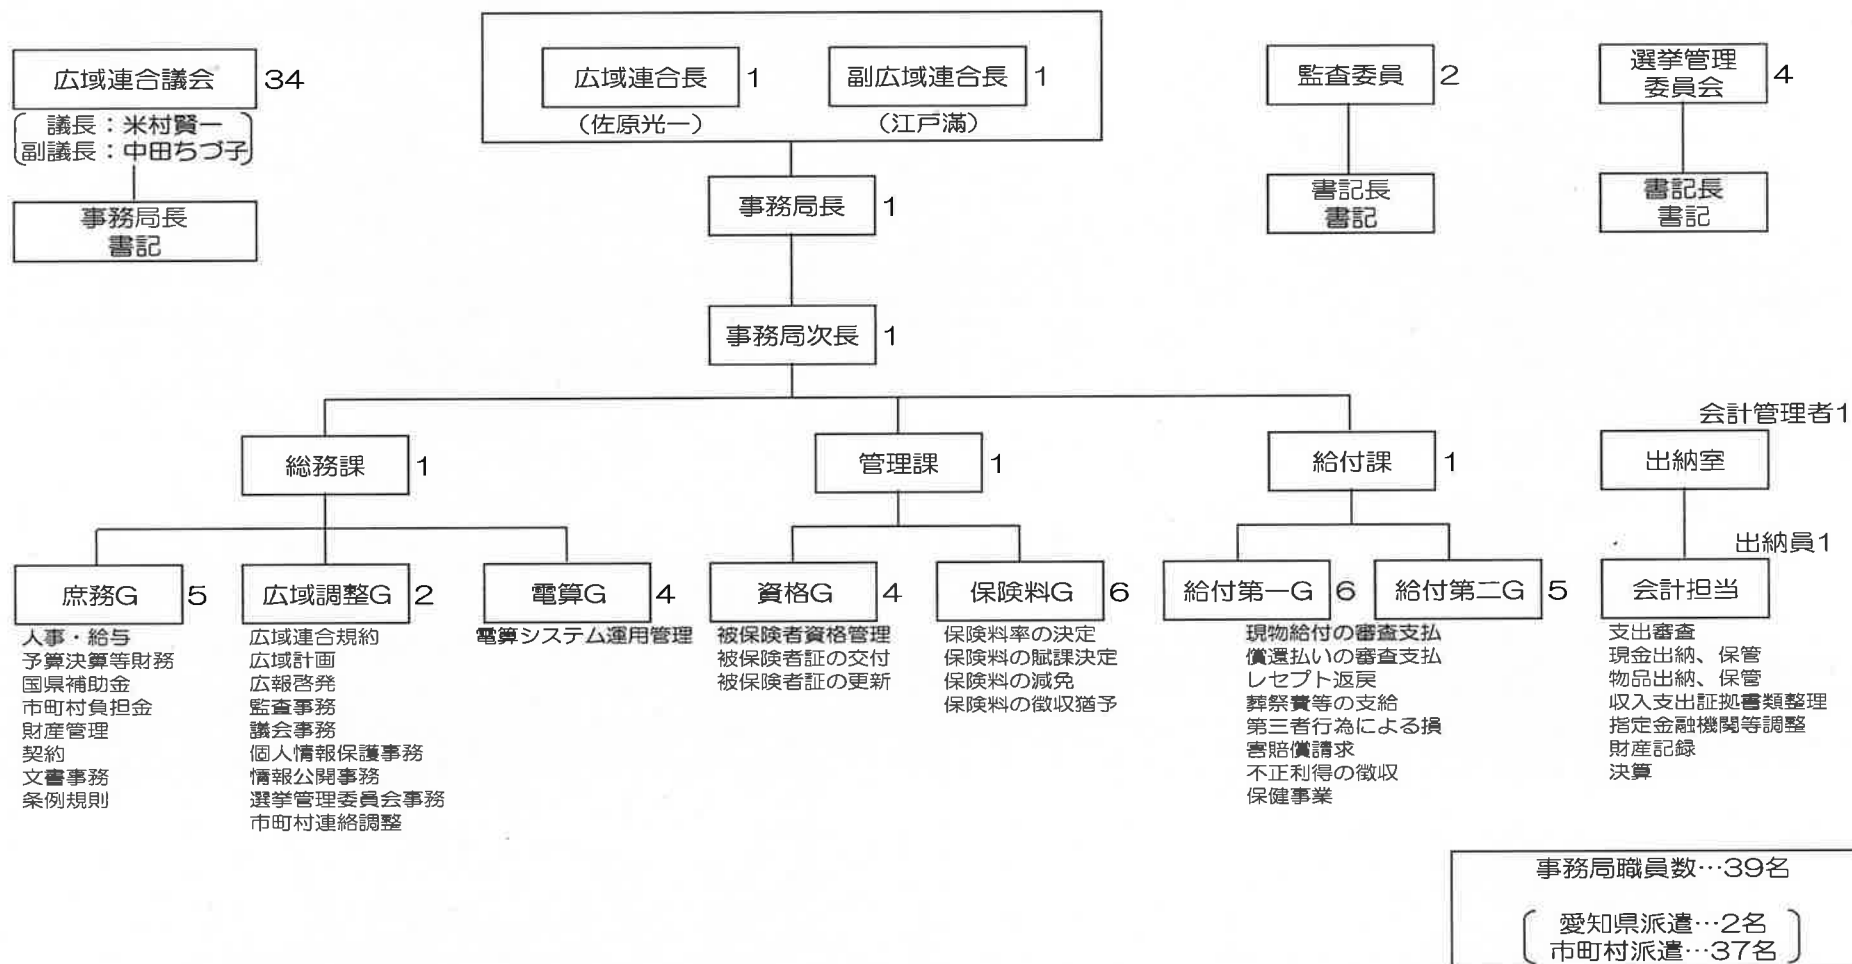 広域連合議会 34
議長：米村賢一
副議長：中田ちづ子
事務局長
書記
広域連合長 1
（佐原光一）
副広域連合長 1
（江戸滿）
事務局長 1
事務局次長 1
監査委員 2
書記長
書記
選挙管理
委員会 4
書記長
書記
総務課 1
管理課 1
給付課 1
会計管理者1
出納室
出納員1
会計担当
支出審査
現金出納、保管
物品出納、保管
収入支出証拠書類整理
指定金融機関等調整
財産記録
決算
庶務G 5
人事・給与
予算決算等財務
国県補助金
市町村負担金
財産管理
契約
文書事務
条例規則
広域調整G 2
広域連合規約
広域計画
広報啓発
監査事務
議会事務
個人情報保護事務
情報公開事務
選挙管理委員会事務
市町村連絡調整
電算G 4
電算システム運用管理
資格G 4
被保険者資格管理
被保険者証の交付
被保険者証の更新
保険料G 6
保険料率の決定
保険料の賦課決定
保険料の減免
保険料の徴収猶予
給付第一G 6
給付第二G 5
現物給付の審査支払
償還払いの審査支払
レセプト返戻
葬祭費等の支給
第三者行為による損
害賠償請求
不正利得の徴収
保健事業
事務局職員数…39名
愛知県派遣…2名
市町村派遣…37名